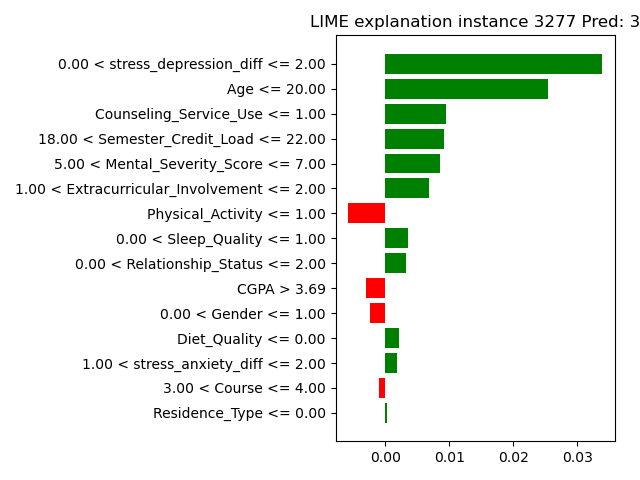 LIME explanation instance 3277 Pred: 3
0.00 < stress_depression_diff <= 2.00
Age <= 20.00
Counseling_Service_Use <= 1.00
18.00 < Semester_Credit_Load <= 22.00
5.00 < Mental_Severity_Score <= 7.00
1.00 < Extracurricular_Involvement <= 2.00
Physical_Activity <= 1.00
0.00 < Sleep_Quality <= 1.00
0.00 < Relationship_Status <= 2.00
CGPA > 3.69
0.00 < Gender <= 1.00
Diet_Quality <= 0.00
1.00 < stress_anxiety_diff <= 2.00
3.00 < Course <= 4.00
Residence_Type <= 0.00
0.00 0.01 0.02 0.03